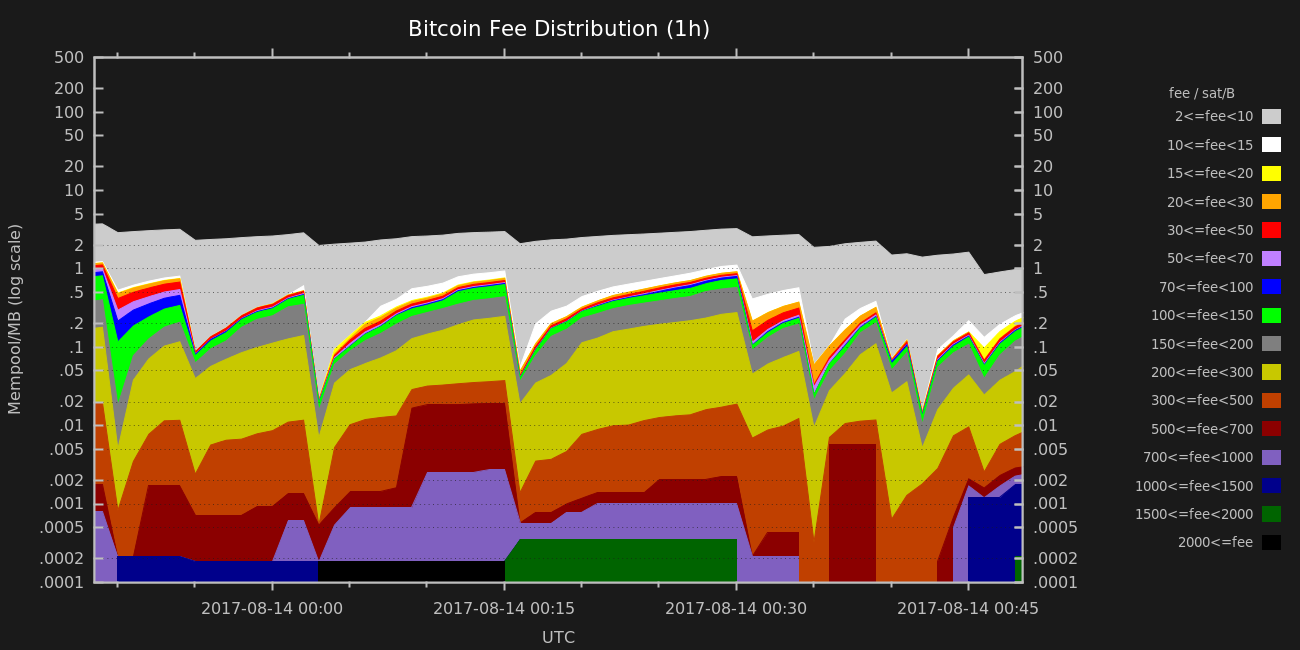 Bitcoin Fee Distribution (1h)
Mempool/MB (log scale)
500
200
100
50
20
10
5
2
1
.5
.2
.1
.05
.02
.01
.005
.002
.001
.0005
.0002
.0001
500
200
100
50
20
10
5
2
1
.5
.2
.1
.05
.02
.01
.005
.002
.001
.0005
.0002
.0001
2017-08-14 00:00
2017-08-14 00:15
2017-08-14 00:30
2017-08-14 00:45
UTC
fee / sat/B
2<=fee<10
10<=fee<15
15<=fee<20
20<=fee<30
30<=fee<50
50<=fee<70
70<=fee<100
100<=fee<150
150<=fee<200
200<=fee<300
300<=fee<500
500<=fee<700
700<=fee<1000
1000<=fee<1500
1500<=fee<2000
2000<=fee